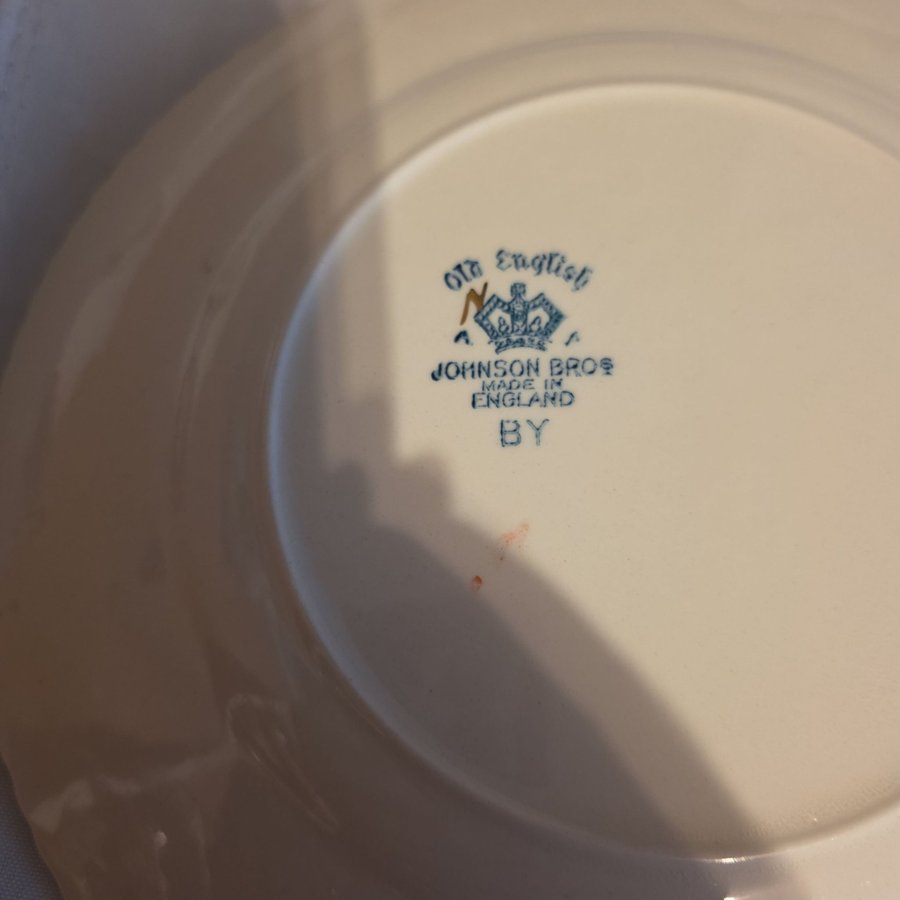 Old English
N
JOHNSON BROS
MADE IN
ENGLAND
BY